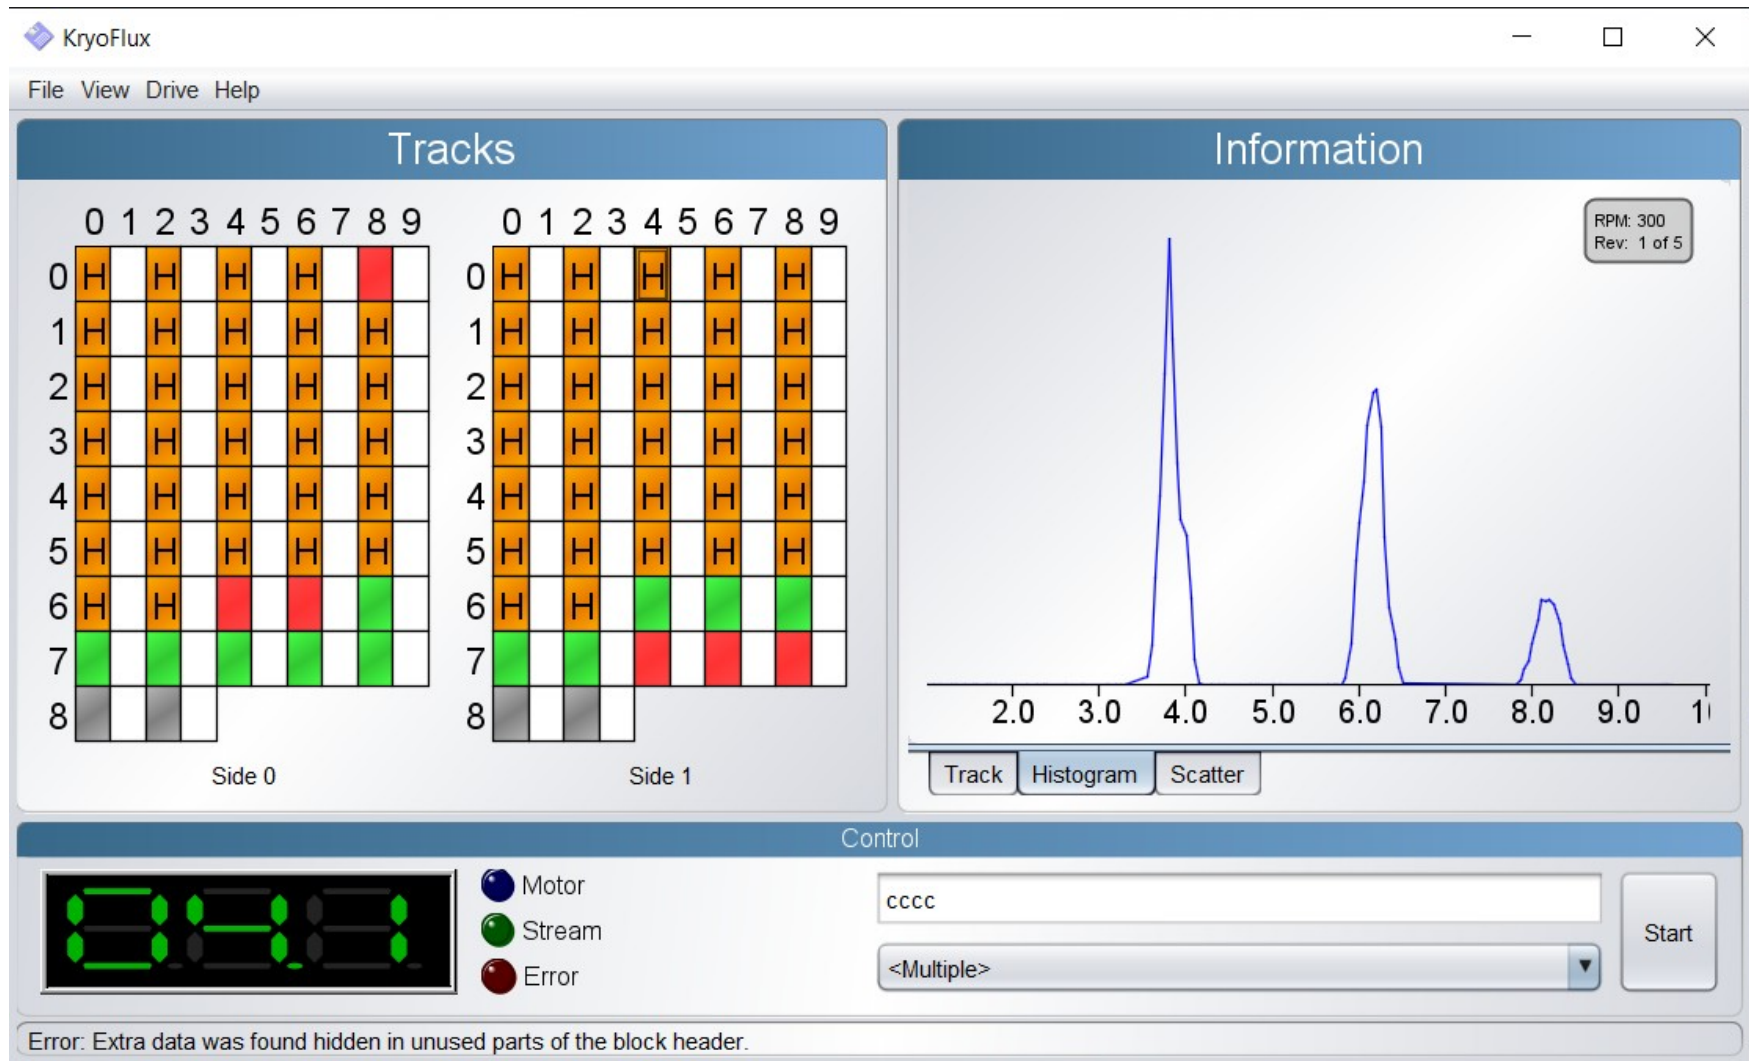 KryoFlux
File View Drive Help
Tracks
0 1 2 3 4 5 6 7 8 9
0 H H H H
1 H H H H H
2 H H H H H
3 H H H H H
4 H H H H H
5 H H H H H
6 H H
7
8
Side 0
0 1 2 3 4 5 6 7 8 9
0 H H H H H
1 H H H H H
2 H H H H H
3 H H H H H
4 H H H H H
5 H H H H H
6 H H
7
8
Side 1
Information
RPM: 300
Rev: 1 of 5
2.0 3.0 4.0 5.0 6.0 7.0 8.0 9.0 1
Track Histogram Scatter
Control
04.1
Motor
Stream
Error
cccc
<Multiple>
Start
Error: Extra data was found hidden in unused parts of the block header.